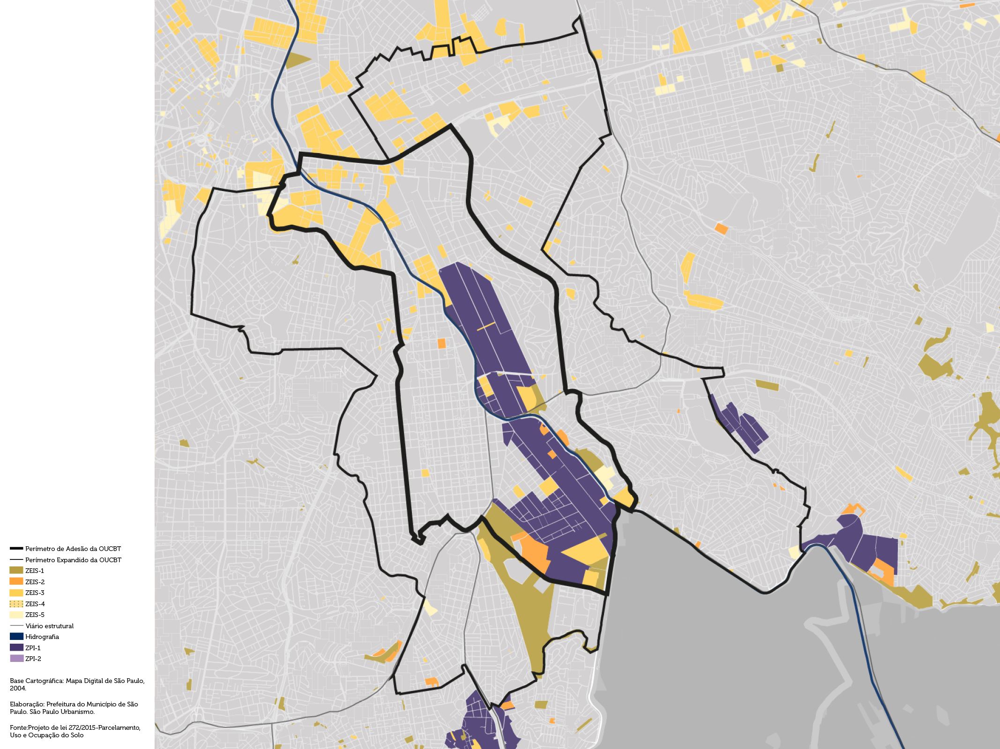 Perímetro de Adesão da OUCBT
Perímetro Expandido da OUCBT
ZEIS-1
ZEIS-2
ZEIS-3
ZEIS-4
ZEIS-5
Viário estrutural
Hidrografia
ZPI-1
ZPI-2
Base Cartográfica: Mapa Digital de São Paulo,
2004.
Elaboração: Prefeitura do Município de São
Paulo. São Paulo Urbanismo.
Fonte:Projeto de lei 272/2015-Parcelamento,
Uso e Ocupação do Solo